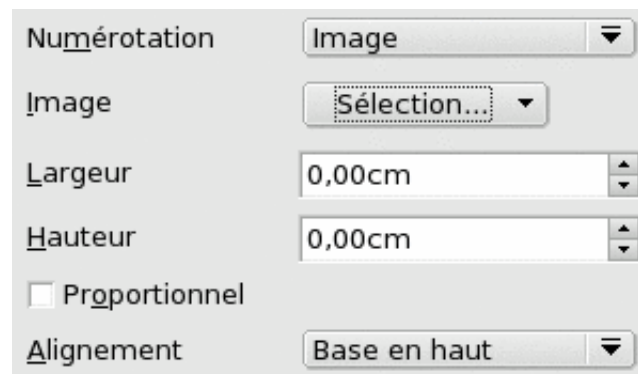 Numérotation Image
Image Sélection...
Largeur 0,00cm
Hauteur 0,00cm
Proportionnel
Alignement Base en haut